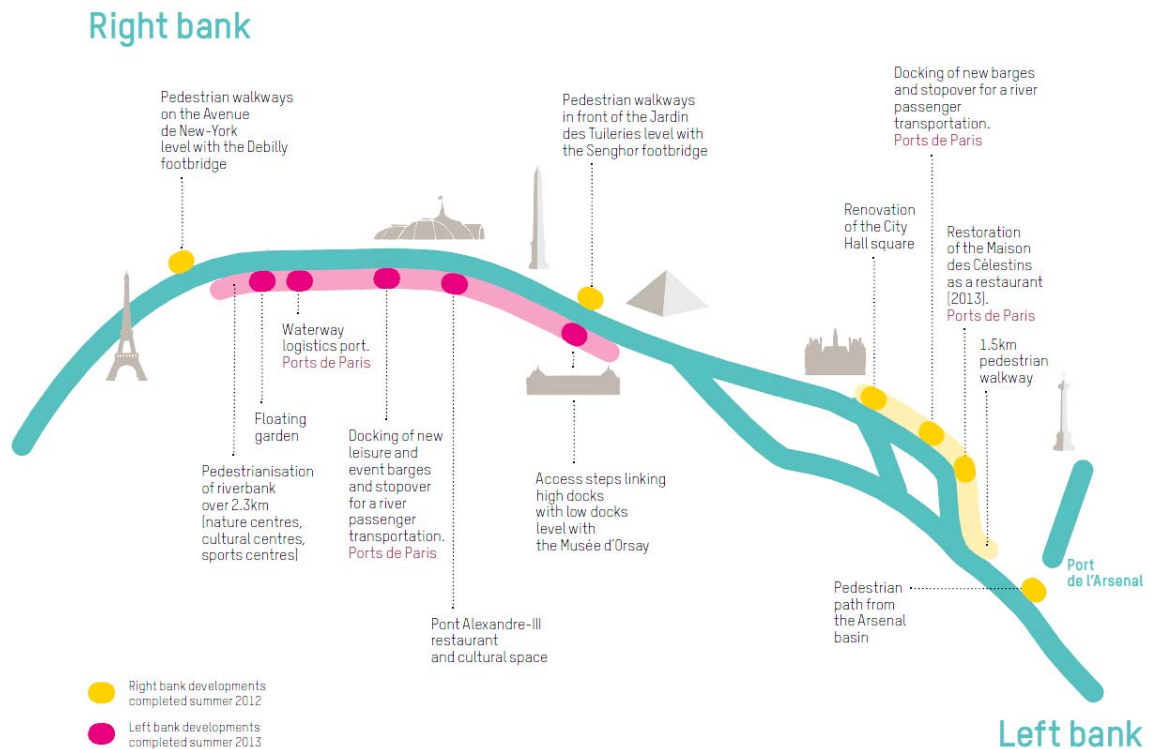 Right bank
Pedestrian walkways
on the Avenue
de New-York
level with the Debilly
footbridge
Pedestrian walkways
in front of the Jardin
des Tuileries level with
the Senghor footbridge
Docking of new barges
and stopover for a river
passenger
transportation.
Ports de Paris
Renovation
of the City
Hall square
Restoration
of the Maison
des Célestins
as a restaurant
(2013).
Ports de Paris
1.5km
pedestrian
walkway
Waterway
logistics port.
Ports de Paris
Floating
garden
Pedestrianisation
of riverbank
over 2.3km
(nature centres,
cultural centres,
sports centres)
Docking of new
leisure and
event barges
and stopover
for a river
passenger
transportation.
Ports de Paris
Access steps linking
high docks
with low docks
level with
the Musée d'Orsay
Pont Alexandre-III
restaurant
and cultural space
Port
de l'Arsenal
Pedestrian
path from
the Arsenal
basin
Right bank developments
completed summer 2012
Left bank developments
completed summer 2013
Left bank